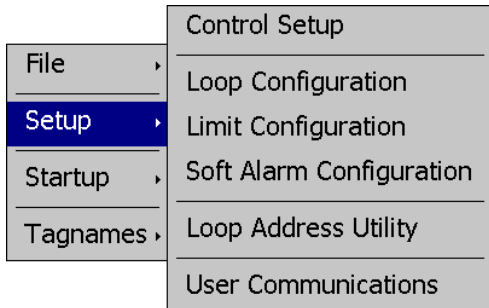 File
Setup
Startup
Tagnames
Control Setup
Loop Configuration
Limit Configuration
Soft Alarm Configuration
Loop Address Utility
User Communications